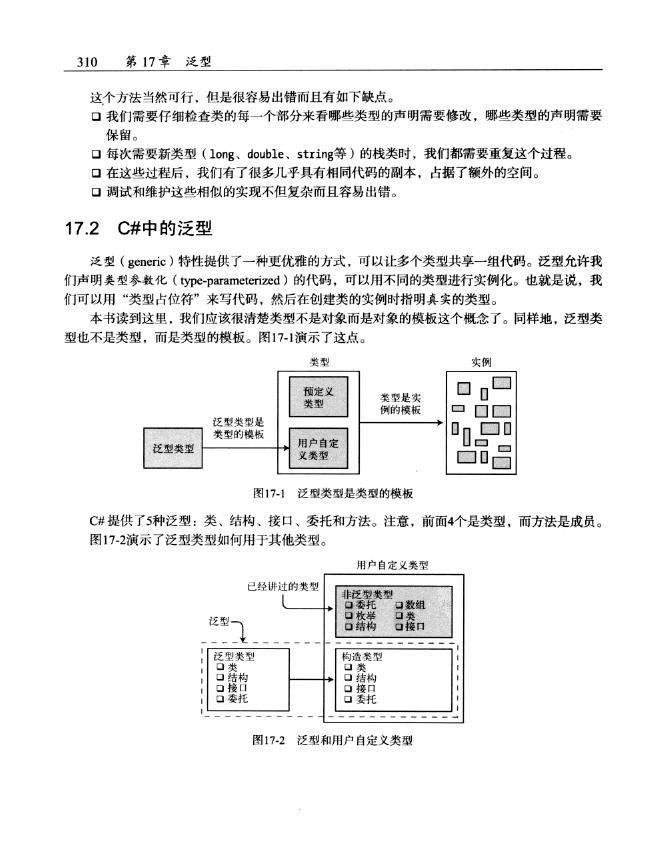 310 第17章 泛型
这个方法当然可行，但是很容易出错而且有如下缺点。
❑ 我们需要仔细检查类的每一个部分来看哪些类型的声明需要修改，哪些类型的声明需要
保留。
❑ 每次需要新类型（long、double、string等）的栈类时，我们都需要重复这个过程。
❑ 在这些过程后，我们有了很多几乎具有相同代码的副本，占据了额外的空间。
❑ 调试和维护这些相似的实现不但复杂而且容易出错。
17.2 C#中的泛型
泛型（generic）特性提供了一种更优雅的方式，可以让多个类型共享一组代码。泛型允许我
们声明类型参数化（type-parameterized）的代码，可以用不同的类型进行实例化。也就是说，我
们可以用“类型占位符”来写代码，然后在创建类的实例时指明真实的类型。
本书读到这里，我们应该很清楚类型不是对象而是对象的模板这个概念了。同样地，泛型类
型也不是类型，而是类型的模板。图17-1演示了这点。
类型
实例
预定义
类型
类型是实
例的模板
泛型类型是
类型的模板
泛型类型
用户自定
义类型
图17-1 泛型类型是类型的模板
C# 提供了5种泛型：类、结构、接口、委托和方法。注意，前面4个是类型，而方法是成员。
图17-2演示了泛型类型如何用于其他类型。
用户自定义类型
已经讲过的类型
非泛型类型
❑ 委托 ❑ 数组
❑ 枚举 ❑ 类
❑ 结构 ❑ 接口
泛型
泛型类型
❑ 类
❑ 结构
❑ 接口
❑ 委托
构造类型
❑ 类
❑ 结构
❑ 接口
❑ 委托
图17-2 泛型和用户自定义类型